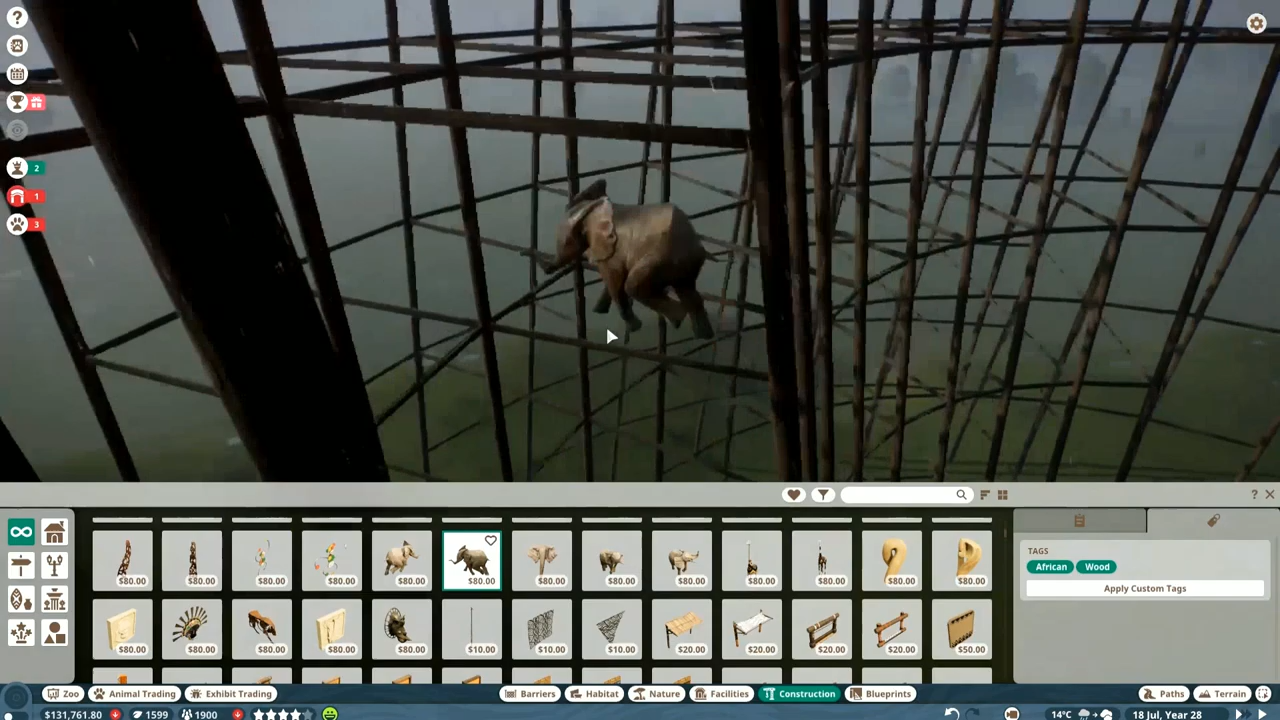 ?
2
1
3
? ×
$80.00 $80.00 $80.00 $80.00 $80.00 $80.00 $80.00 $80.00 $80.00 $80.00 $80.00 $80.00 $80.00
TAGS
African Wood
Apply Custom Tags
$80.00 $80.00 $80.00 $80.00 $80.00 $10.00 $10.00 $10.00 $20.00 $20.00 $20.00 $20.00 $50.00
Zoo Animal Trading Exhibit Trading Barriers Habitat Nature Facilities Construction Blueprints Paths Terrain
$131,761.80 1599 1900 14°C 18 Jul, Year 28